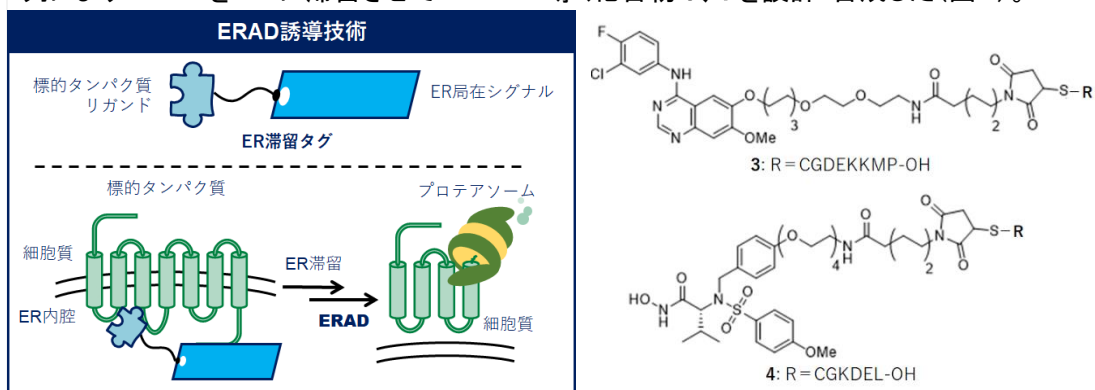 ERAD誘導技術
標的タンパク質
リガンド
ER局在シグナル
ER滞留タグ
標的タンパク質
プロテアソーム
細胞質
ER滞留
ER内腔
ERAD
細胞質
F
Cl
NH
N
N
O
OMe
3
O
O
N
H
O
2
N
O
O
S-R
3: R=CGDEKKMP-OH
O
4
N
H
O
2
N
O
O
S-R
HO
N
H
O
N
O
S
O
OMe
4: R=CGKDEL-OH